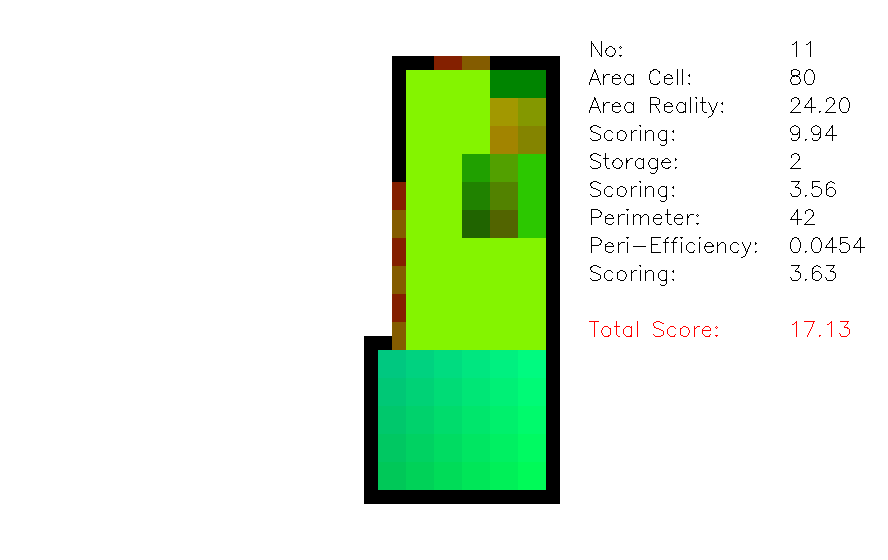 No: 11
Area Cell: 80
Area Reality: 24.20
Scoring: 9.94
Storage: 2
Scoring: 3.56
Perimeter: 42
Peri-Efficiency: 0.0454
Scoring: 3.63
Total Score: 17.13